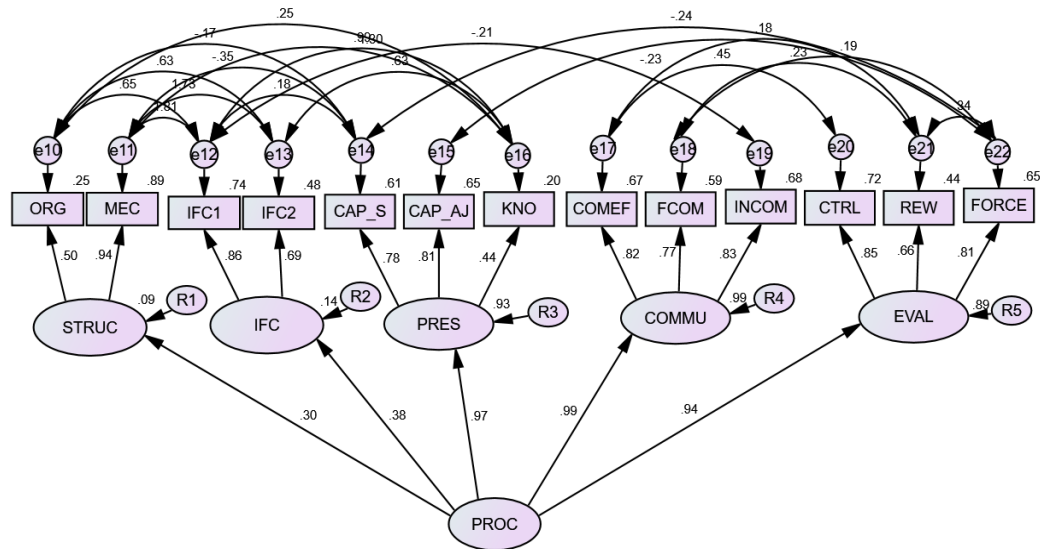 .25
-.24
-.17
-.21
.18
.19
.63
-.35
.63
-.23
.45
.23
.65
1.73
.18
.34
e10
e11
e12
e13
e14
e15
e16
e17
e18
e19
e20
e21
e22
.25
.89
.74
.48
.61
.65
.20
.67
.59
.68
.72
.44
.65
ORG
MEC
IFC1
IFC2
CAP_S
CAP_AJ
KNO
COMEF
FCOM
INCOM
CTRL
REW
FORCE
.50
.94
.86
.69
.78
.81
.44
.82
.77
.83
.85
.66
.81
.09
R1
.14
R2
.93
R3
.99
R4
.89
R5
STRUC
IFC
PRES
COMMU
EVAL
.30
.38
.97
.99
.94
PROC